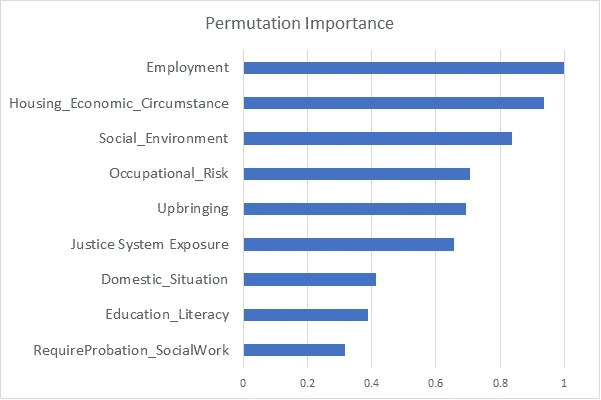 Permutation Importance
Employment
Housing_Economic_Circumstance
Social_Environment
Occupational_Risk
Upbringing
Justice System Exposure
Domestic_Situation
Education_Literacy
RequireProbation_SocialWork
0 0.2 0.4 0.6 0.8 1